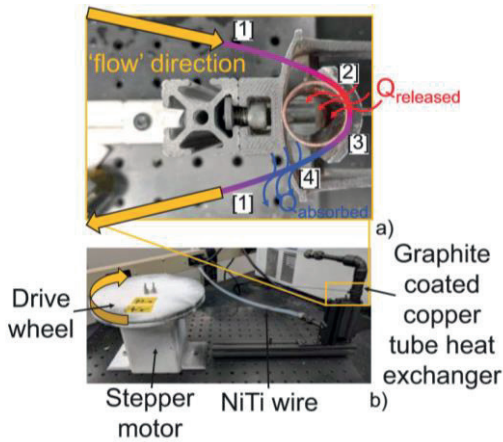 [1]
'flow' direction
[2]
Qreleased
[3]
[4]
[1]
Qabsorbed
a)
Graphite
coated
copper
tube heat
exchanger
Drive
wheel
Stepper
motor
NiTi wire
b)